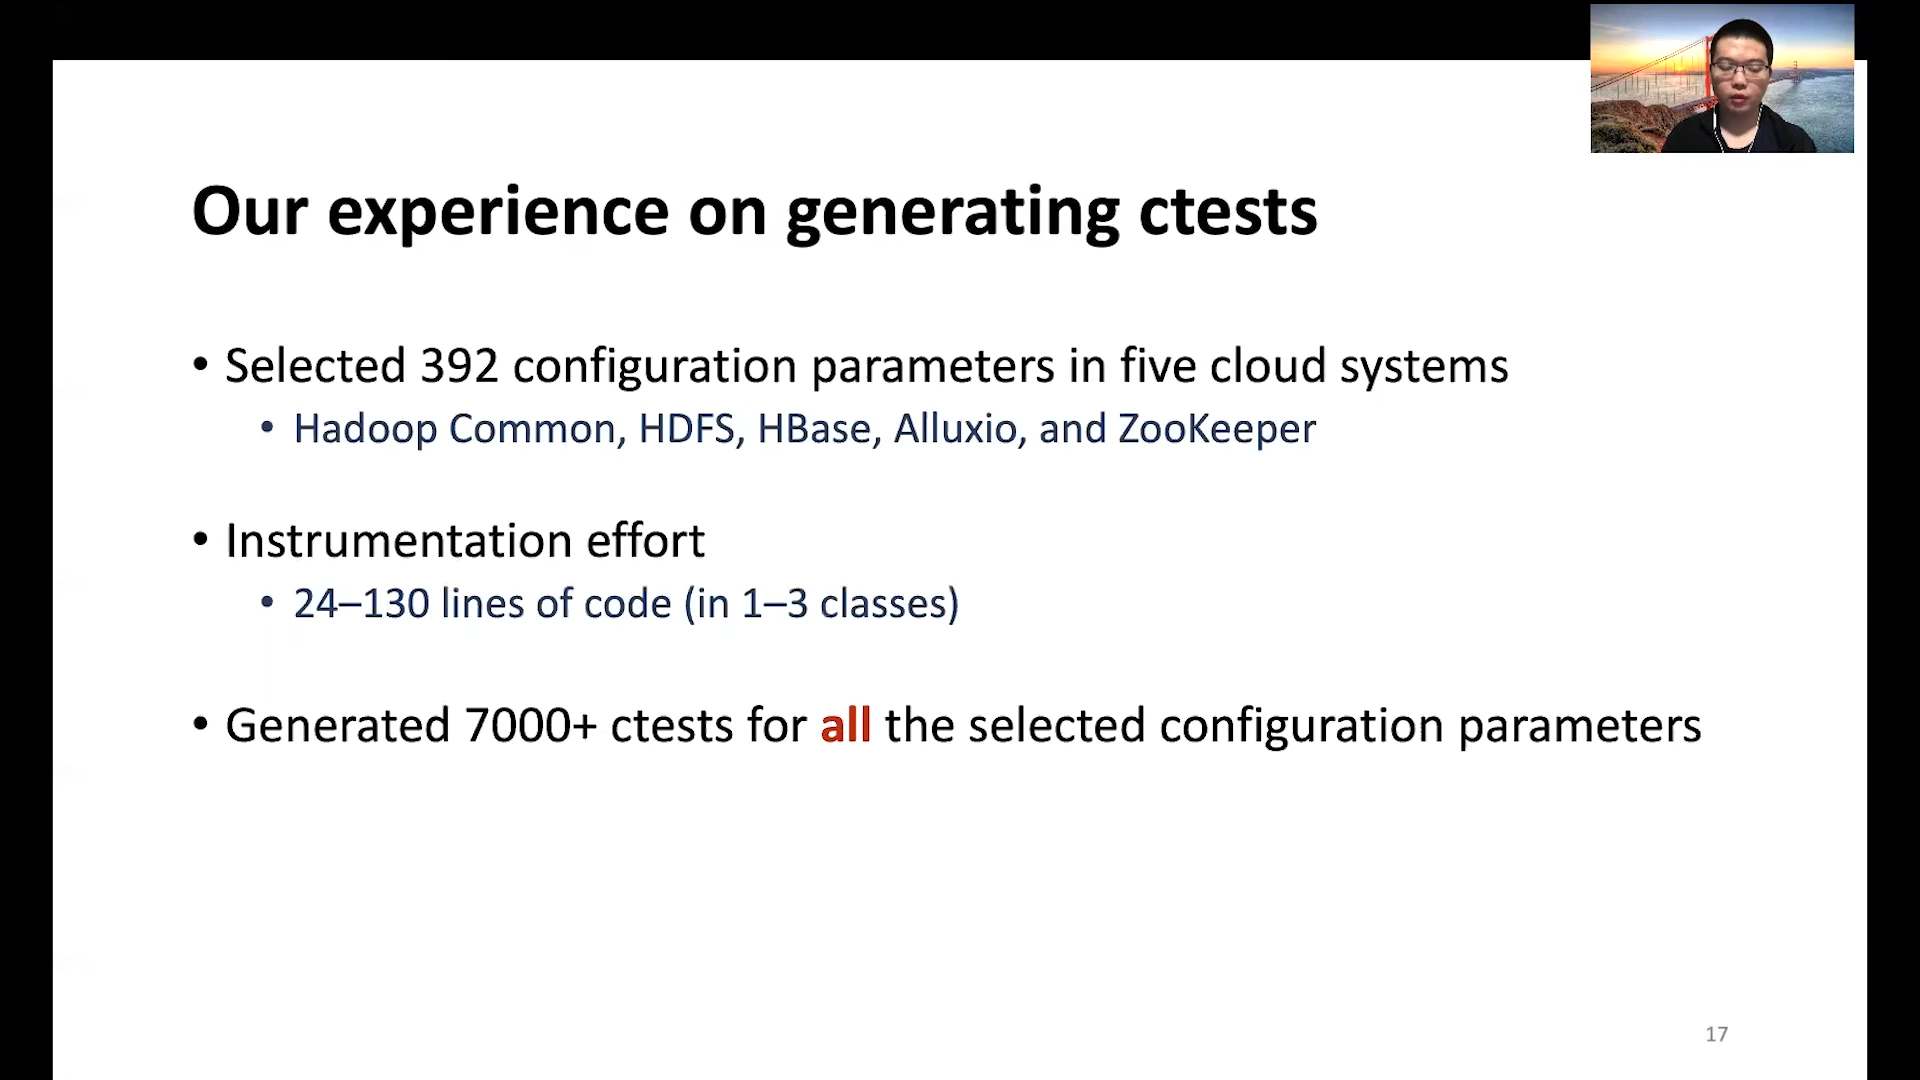 Our experience on generating ctests
• Selected 392 configuration parameters in five cloud systems
• Hadoop Common, HDFS, HBase, Alluxio, and ZooKeeper
• Instrumentation effort
• 24–130 lines of code (in 1–3 classes)
• Generated 7000+ ctests for all the selected configuration parameters
17